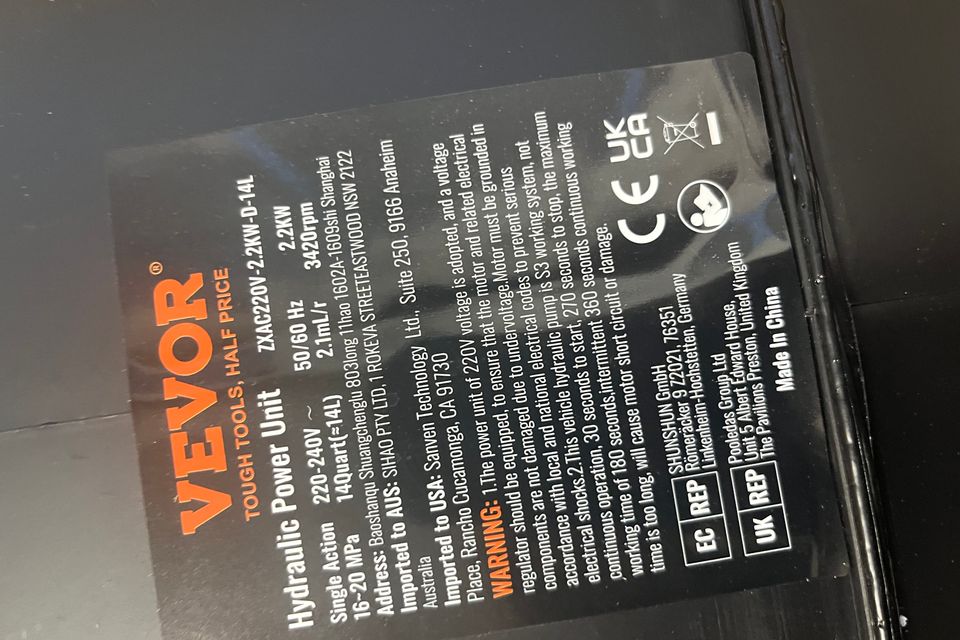 VEVOR®
TOUGH TOOLS, HALF PRICE
Hydraulic Power Unit ZXAC220V-2.2KW-D-14L
Single Action 220-240V ~ 50/60 Hz 2.2KW
16~20 MPa 14Quart(≈14L) 2.1mL/r 3420rpm
Address: Baoshanqu Shuangchenglu 803long 11hao 1602A-1609shi Shanghai
Imported to AUS: SIHAO PTY LTD, 1 ROKEVA STREETEASTWOOD NSW 2122
Australia
Imported to USA: Sanven Technology Ltd., Suite 250, 9166 Anaheim
Place, Rancho Cucamonga, CA 91730
WARNING: 1.The power unit of 220V voltage is adopted, and a voltage
regulator should be equipped, to ensure that the motor and related electrical
components are not damaged due to undervoltage.Motor must be grounded in
accordance with local and national electrical codes to prevent serious
electrical shocks.2.This vehicle hydraulic pump is S3 working system, not
continuous operation, 30 seconds to start, 270 seconds to stop, the maximum
working time of 180 seconds,intermittent 360 seconds continuous working
time is too long, will cause motor short circuit or damage.
CE UK CA
EC REP SHUNSHUN GmbH
Römeräcker 9 Z2021, 76351
Linkenheim-Hochstetten, Germany
UK REP Pooledas Group Ltd
Unit 5 Albert Edward House,
The Pavilions Preston, United Kingdom
Made In China